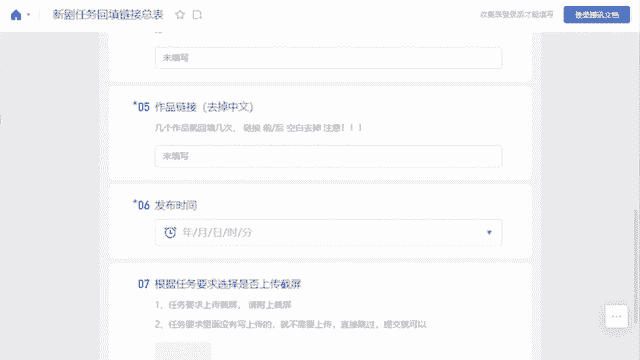 新剧任务回填链接总表
收集表登录后才能填写
登录腾讯文档
未填写
*05 作品链接（去掉中文）
几个作品就回填几次， 链接 前/后 空白去掉 注意！！！
未填写
*06 发布时间
年/月/日/时/分
07 根据任务要求选择是否上传截屏
1、任务要求上传截屏， 请附上截屏
2、任务要求里面没有写上传的，就不需要上传，直接跳过，提交就可以